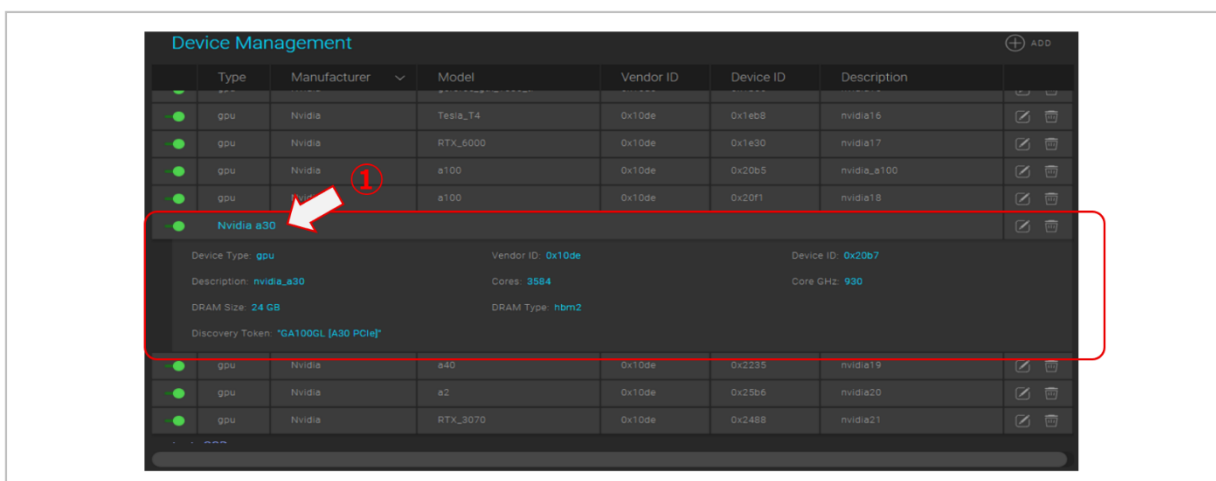 Device Management ADD
Type Manufacturer Model Vendor ID Device ID Description
gpu Nvidia Tesla_T4 0x10de 0x1eb8 nvidia16
gpu Nvidia RTX_6000 0x10de 0x1e30 nvidia17
gpu Nvidia a100 0x10de 0x20b5 nvidia_a100
①
gpu Nvidia a100 0x10de 0x20f1 nvidia18
Nvidia a30
Device Type: gpu Vendor ID: 0x10de Device ID: 0x20b7
Description: nvidia_a30 Cores: 3584 Core GHz: 930
DRAM Size: 24 GB DRAM Type: hbm2
Discovery Token: "GA100GL [A30 PCIe]"
gpu Nvidia a40 0x10de 0x2235 nvidia19
gpu Nvidia a2 0x10de 0x25b6 nvidia20
gpu Nvidia RTX_3070 0x10de 0x2488 nvidia21